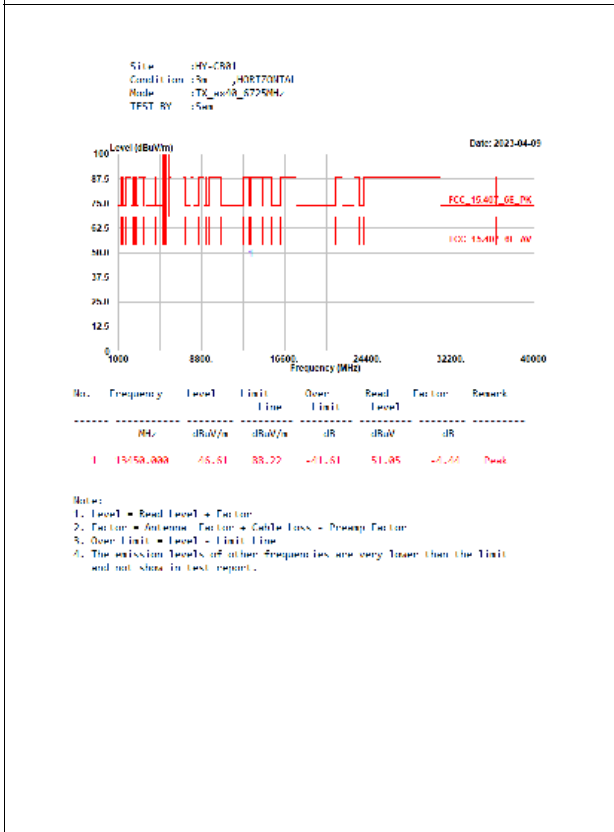 Site :HY-CB01
Condition :3m ,HORIZONTAL
Mode :TX_ax40_6725MHz
TEST BY :Sam
Level (dBuV/m)
Date: 2023-04-09
100
87.5
75.0
62.5
50.0
37.5
25.0
12.5
0
FCC_15.407_6E_PK
FCC_15.407_6E_AV
1000 8800. 16600. 24400. 32200. 40000
Frequency (MHz)
No. Frequency Level Limit Over Read Factor Remark
Line Limit Level
MHz dBuV/m dBuV/m dB dBuV dB
1 13450.000 46.61 88.22 -41.61 51.05 -4.44 Peak
Note:
1. Level = Read Level + Factor
2. Factor = Antenna Factor + Cable Loss - Preamp Factor
3. Over Limit = Level - Limit Line
4. The emission levels of other frequencies are very lower than the limit
and not show in test report.